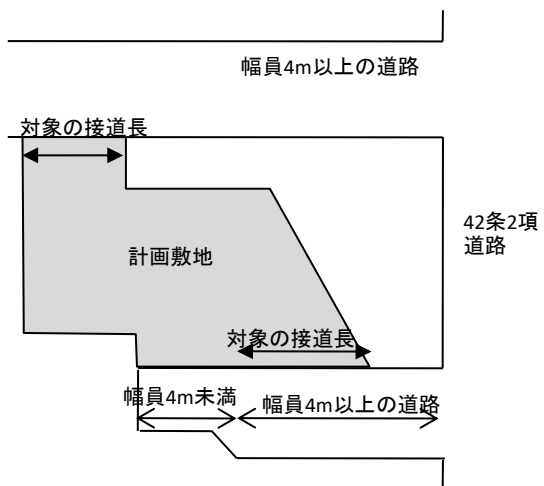 幅員4m以上の道路
対象の接道長
42条2項
道路
計画敷地
対象の接道長
幅員4m未満
幅員4m以上の道路